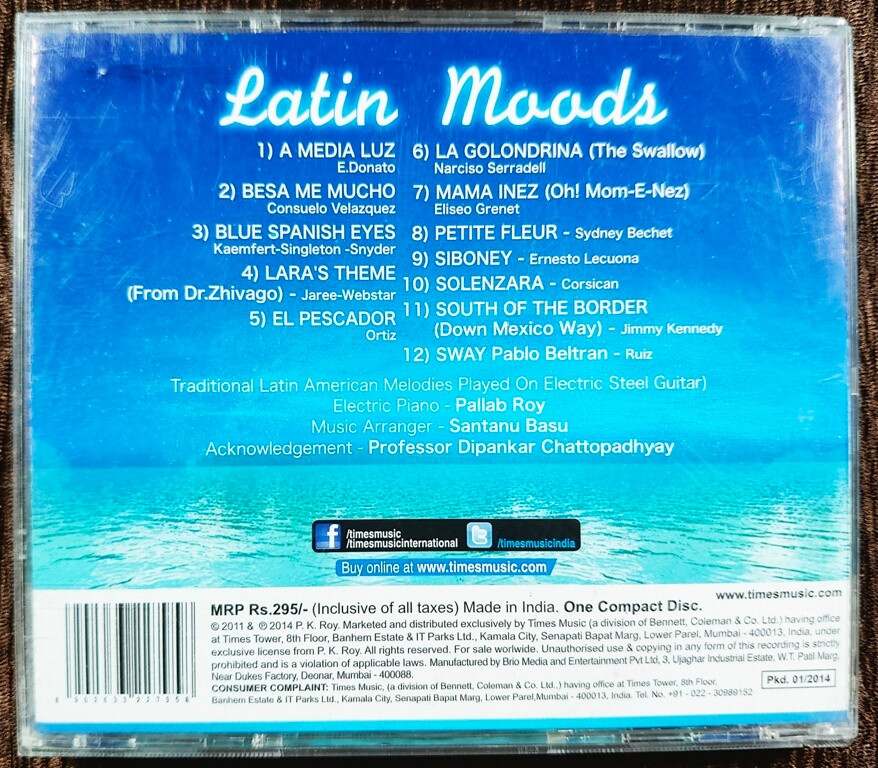 Latin Moods
1) A MEDIA LUZ
E.Donato
2) BESA ME MUCHO
Consuelo Velazquez
3) BLUE SPANISH EYES
Kaemfert-Singleton -Snyder
4) LARA'S THEME
(From Dr.Zhivago) - Jaree-Webstar
5) EL PESCADOR
Ortiz
6) LA GOLONDRINA (The Swallow)
Narciso Serradell
7) MAMA INEZ (Oh! Mom-E-Nez)
Eliseo Grenet
8) PETITE FLEUR - Sydney Bechet
9) SIBONEY - Ernesto Lecuona
10) SOLENZARA - Corsican
11) SOUTH OF THE BORDER
(Down Mexico Way) - Jimmy Kennedy
12) SWAY Pablo Beltran - Ruiz
Traditional Latin American Melodies Played On Electric Steel Guitar)
Electric Piano - Pallab Roy
Music Arranger - Santanu Basu
Acknowledgement - Professor Dipankar Chattopadhyay
f /timesmusic
/timesmusicinternational
t /timesmusicindia
Buy online at www.timesmusic.com
www.timesmusic.com
MRP Rs.295/- (Inclusive of all taxes) Made in India. One Compact Disc.
© 2011 & ℗ 2014 P. K. Roy. Marketed and distributed exclusively by Times Music (a division of Bennett, Coleman & Co. Ltd.) having office
at Times Tower, 8th Floor, Banhem Estate & IT Parks Ltd., Kamala City, Senapati Bapat Marg, Lower Parel, Mumbai - 400013, India, under
exclusive license from P. K. Roy. All rights reserved. For sale worlwide. Unauthorised use & copying in any form of this recording is strictly
prohibited and is a violation of applicable laws. Manufactured by Brio Media and Entertainment Pvt Ltd, 3, Ujaghar Industrial Estate, W.T. Patil Marg,
Near Dukes Factory, Deonar, Mumbai - 400088.
CONSUMER COMPLAINT: Times Music, (a division of Bennett, Coleman & Co. Ltd.,) having office at Times Tower, 8th Floor,
Banhem Estate & IT Parks Ltd., Kamala City, Senapati Bapat Marg, Lower Parel,Mumbai - 400013, India. Tel. No. +91 - 022 - 30989152
Pkd. 01/2014